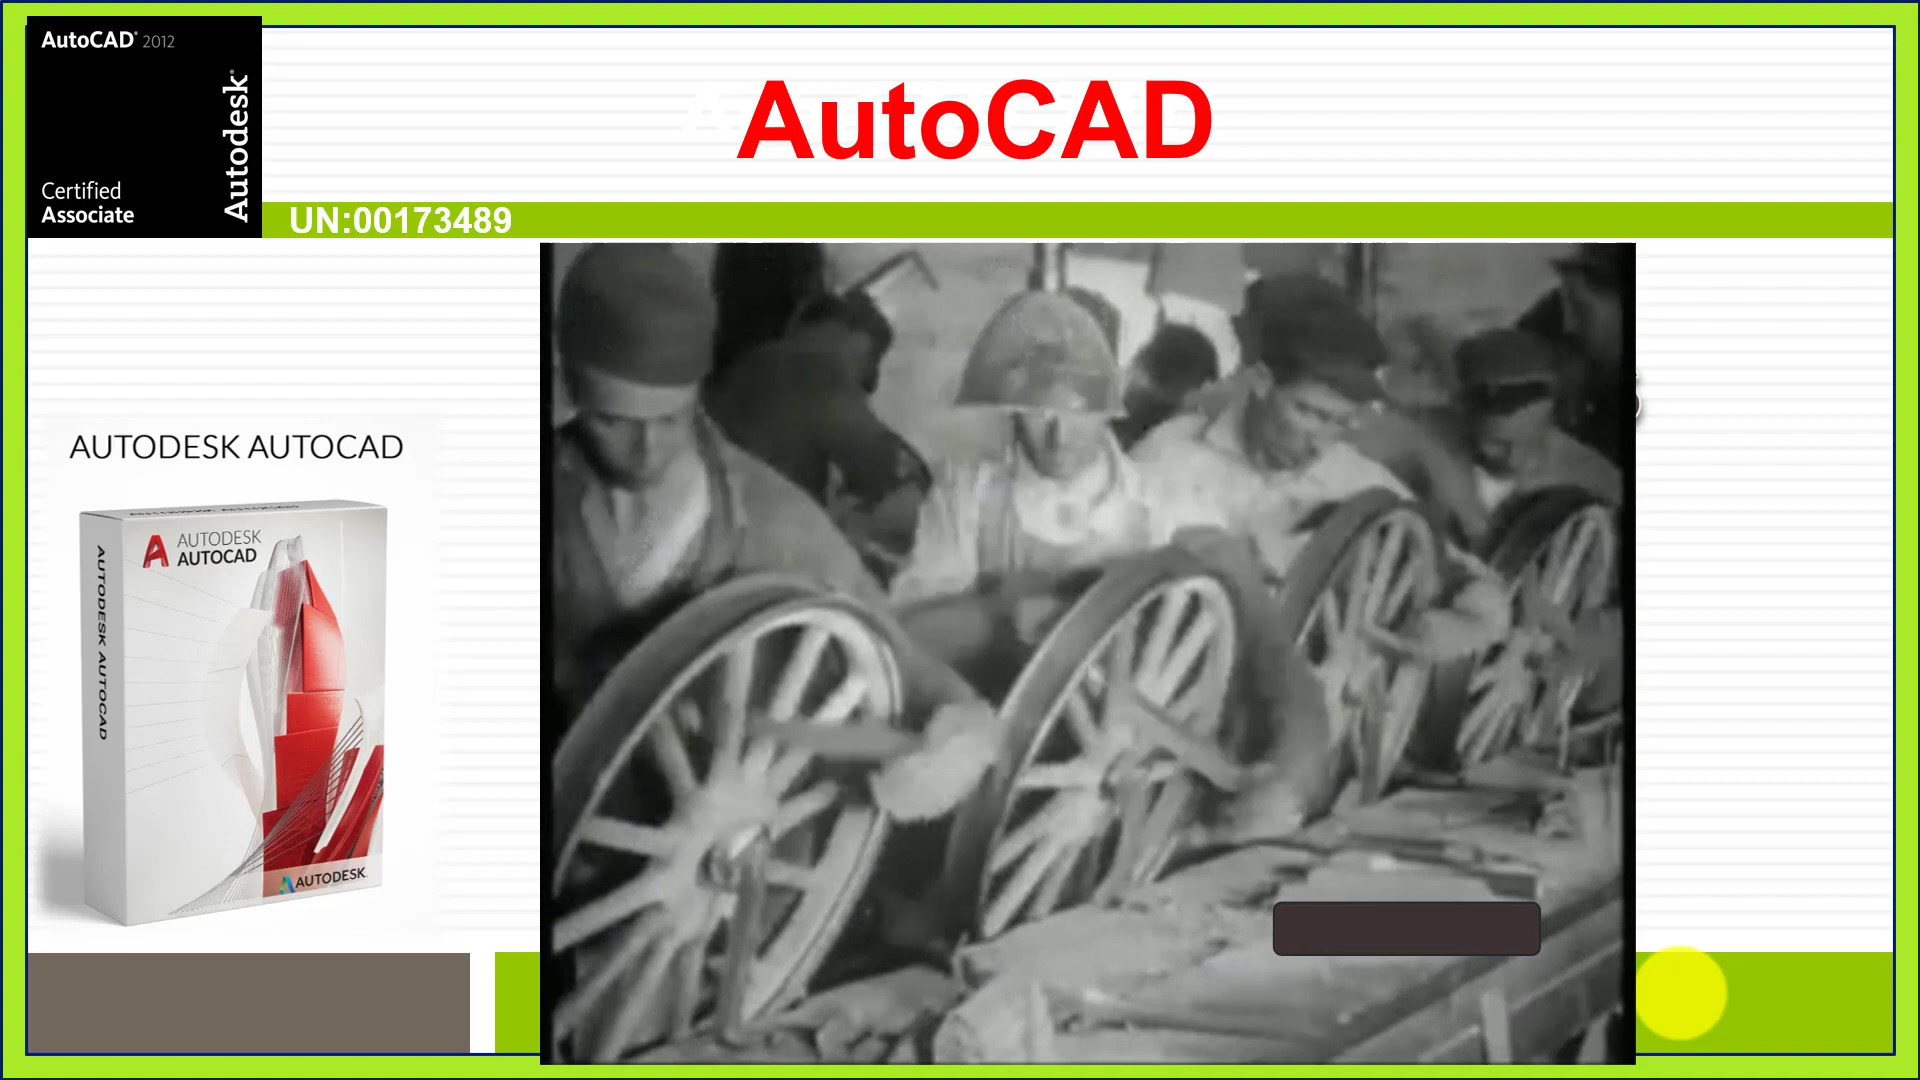 AutoCAD® 2012
Autodesk®
Certified
Associate
AutoCAD
UN:00173489
AUTODESK AUTOCAD
AUTODESK
AUTOCAD
AUTODESK AUTOCAD
AUTODESK.